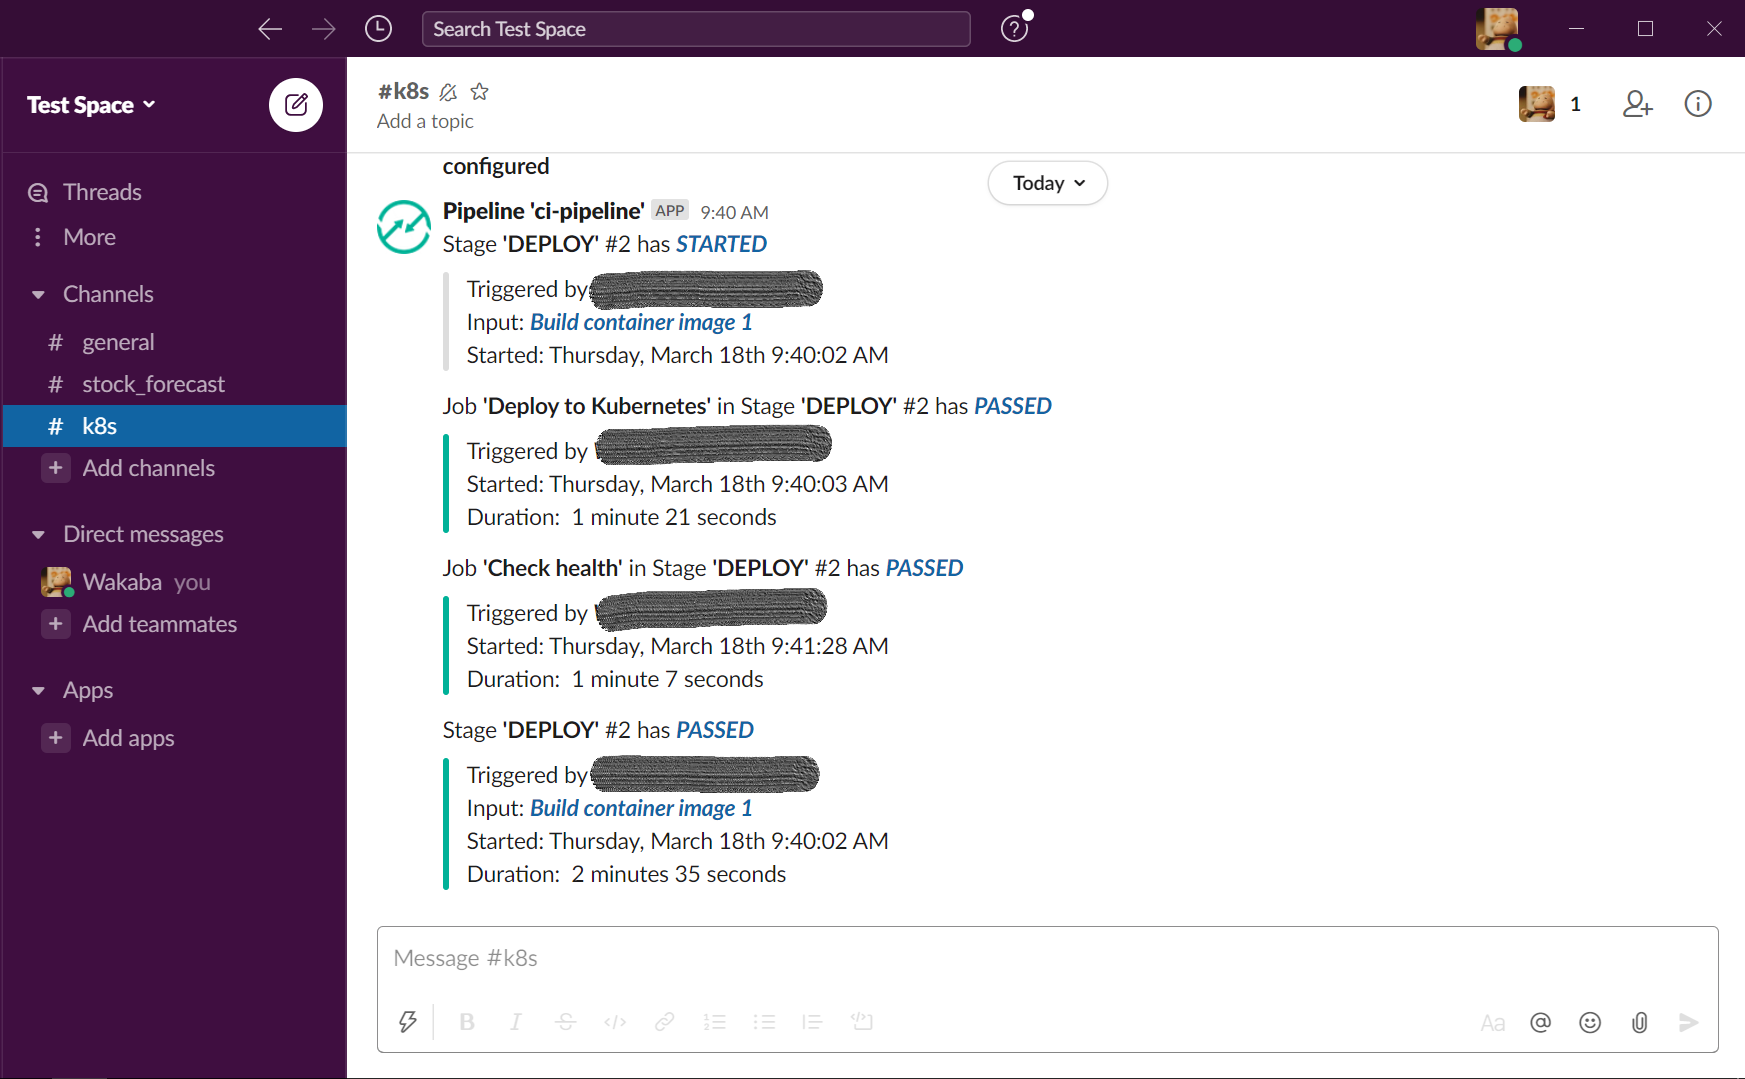 Search Test Space
Test Space
Threads
More
Channels
# general
# stock_forecast
# k8s
+ Add channels
Direct messages
Wakaba you
+ Add teammates
Apps
+ Add apps
#k8s
Add a topic
1
Today
configured
Pipeline 'ci-pipeline' APP 9:40 AM
Stage 'DEPLOY' #2 has STARTED
Triggered by
Input: Build container image 1
Started: Thursday, March 18th 9:40:02 AM
Job 'Deploy to Kubernetes' in Stage 'DEPLOY' #2 has PASSED
Triggered by
Started: Thursday, March 18th 9:40:03 AM
Duration: 1 minute 21 seconds
Job 'Check health' in Stage 'DEPLOY' #2 has PASSED
Triggered by
Started: Thursday, March 18th 9:41:28 AM
Duration: 1 minute 7 seconds
Stage 'DEPLOY' #2 has PASSED
Triggered by
Input: Build container image 1
Started: Thursday, March 18th 9:40:02 AM
Duration: 2 minutes 35 seconds
Message #k8s
B I S </> Aa @